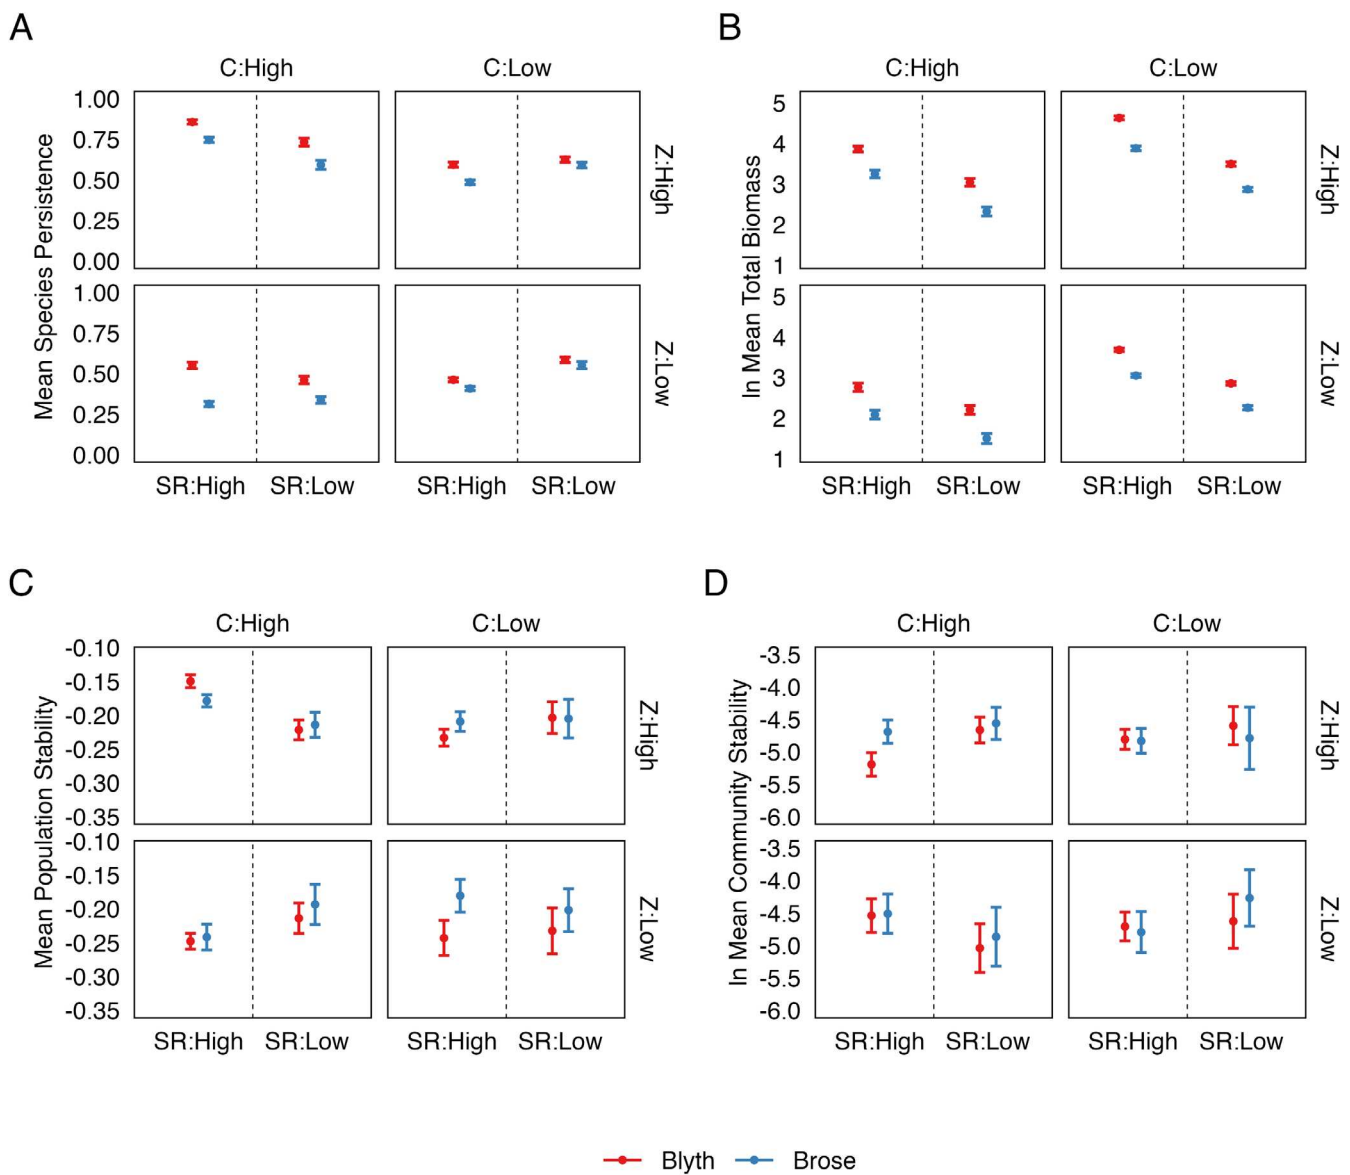 A
C:High C:Low
Mean Species Persistence
1.00
0.75
0.50
0.25
0.00
Z:High
1.00
0.75
0.50
0.25
0.00
Z:Low
SR:High SR:Low SR:High SR:Low
B
C:High C:Low
ln Mean Total Biomass
5
4
3
2
1
Z:High
5
4
3
2
1
Z:Low
SR:High SR:Low SR:High SR:Low
C
C:High C:Low
Mean Population Stability
-0.10
-0.15
-0.20
-0.25
-0.30
-0.35
Z:High
-0.10
-0.15
-0.20
-0.25
-0.30
-0.35
Z:Low
SR:High SR:Low SR:High SR:Low
D
C:High C:Low
ln Mean Community Stability
-3.5
-4.0
-4.5
-5.0
-5.5
-6.0
Z:High
-3.5
-4.0
-4.5
-5.0
-5.5
-6.0
Z:Low
SR:High SR:Low SR:High SR:Low
Blyth Brose